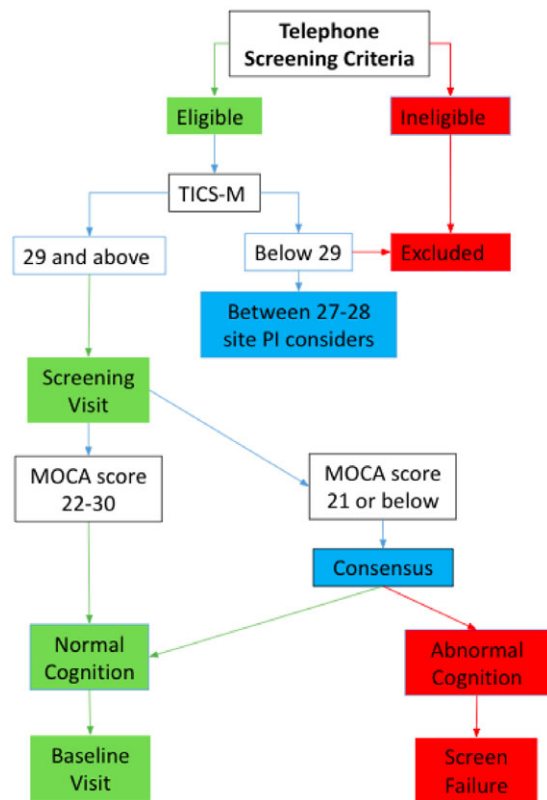 Telephone
Screening Criteria
Eligible
Ineligible
TICS-M
29 and above
Below 29
Excluded
Between 27-28
site PI considers
Screening
Visit
MOCA score
22-30
MOCA score
21 or below
Consensus
Normal
Cognition
Abnormal
Cognition
Baseline
Visit
Screen
Failure